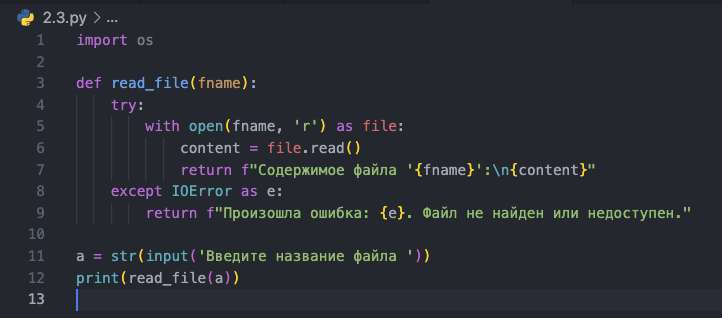 2.3.py > ...
1 import os
2
3 def read_file(fname):
4     try:
5         with open(fname, 'r') as file:
6             content = file.read()
7             return f"Содержимое файла '{fname}':\n{content}"
8     except IOError as e:
9         return f"Произошла ошибка: {e}. Файл не найден или недоступен."
10
11 a = str(input('Введите название файла '))
12 print(read_file(a))
13